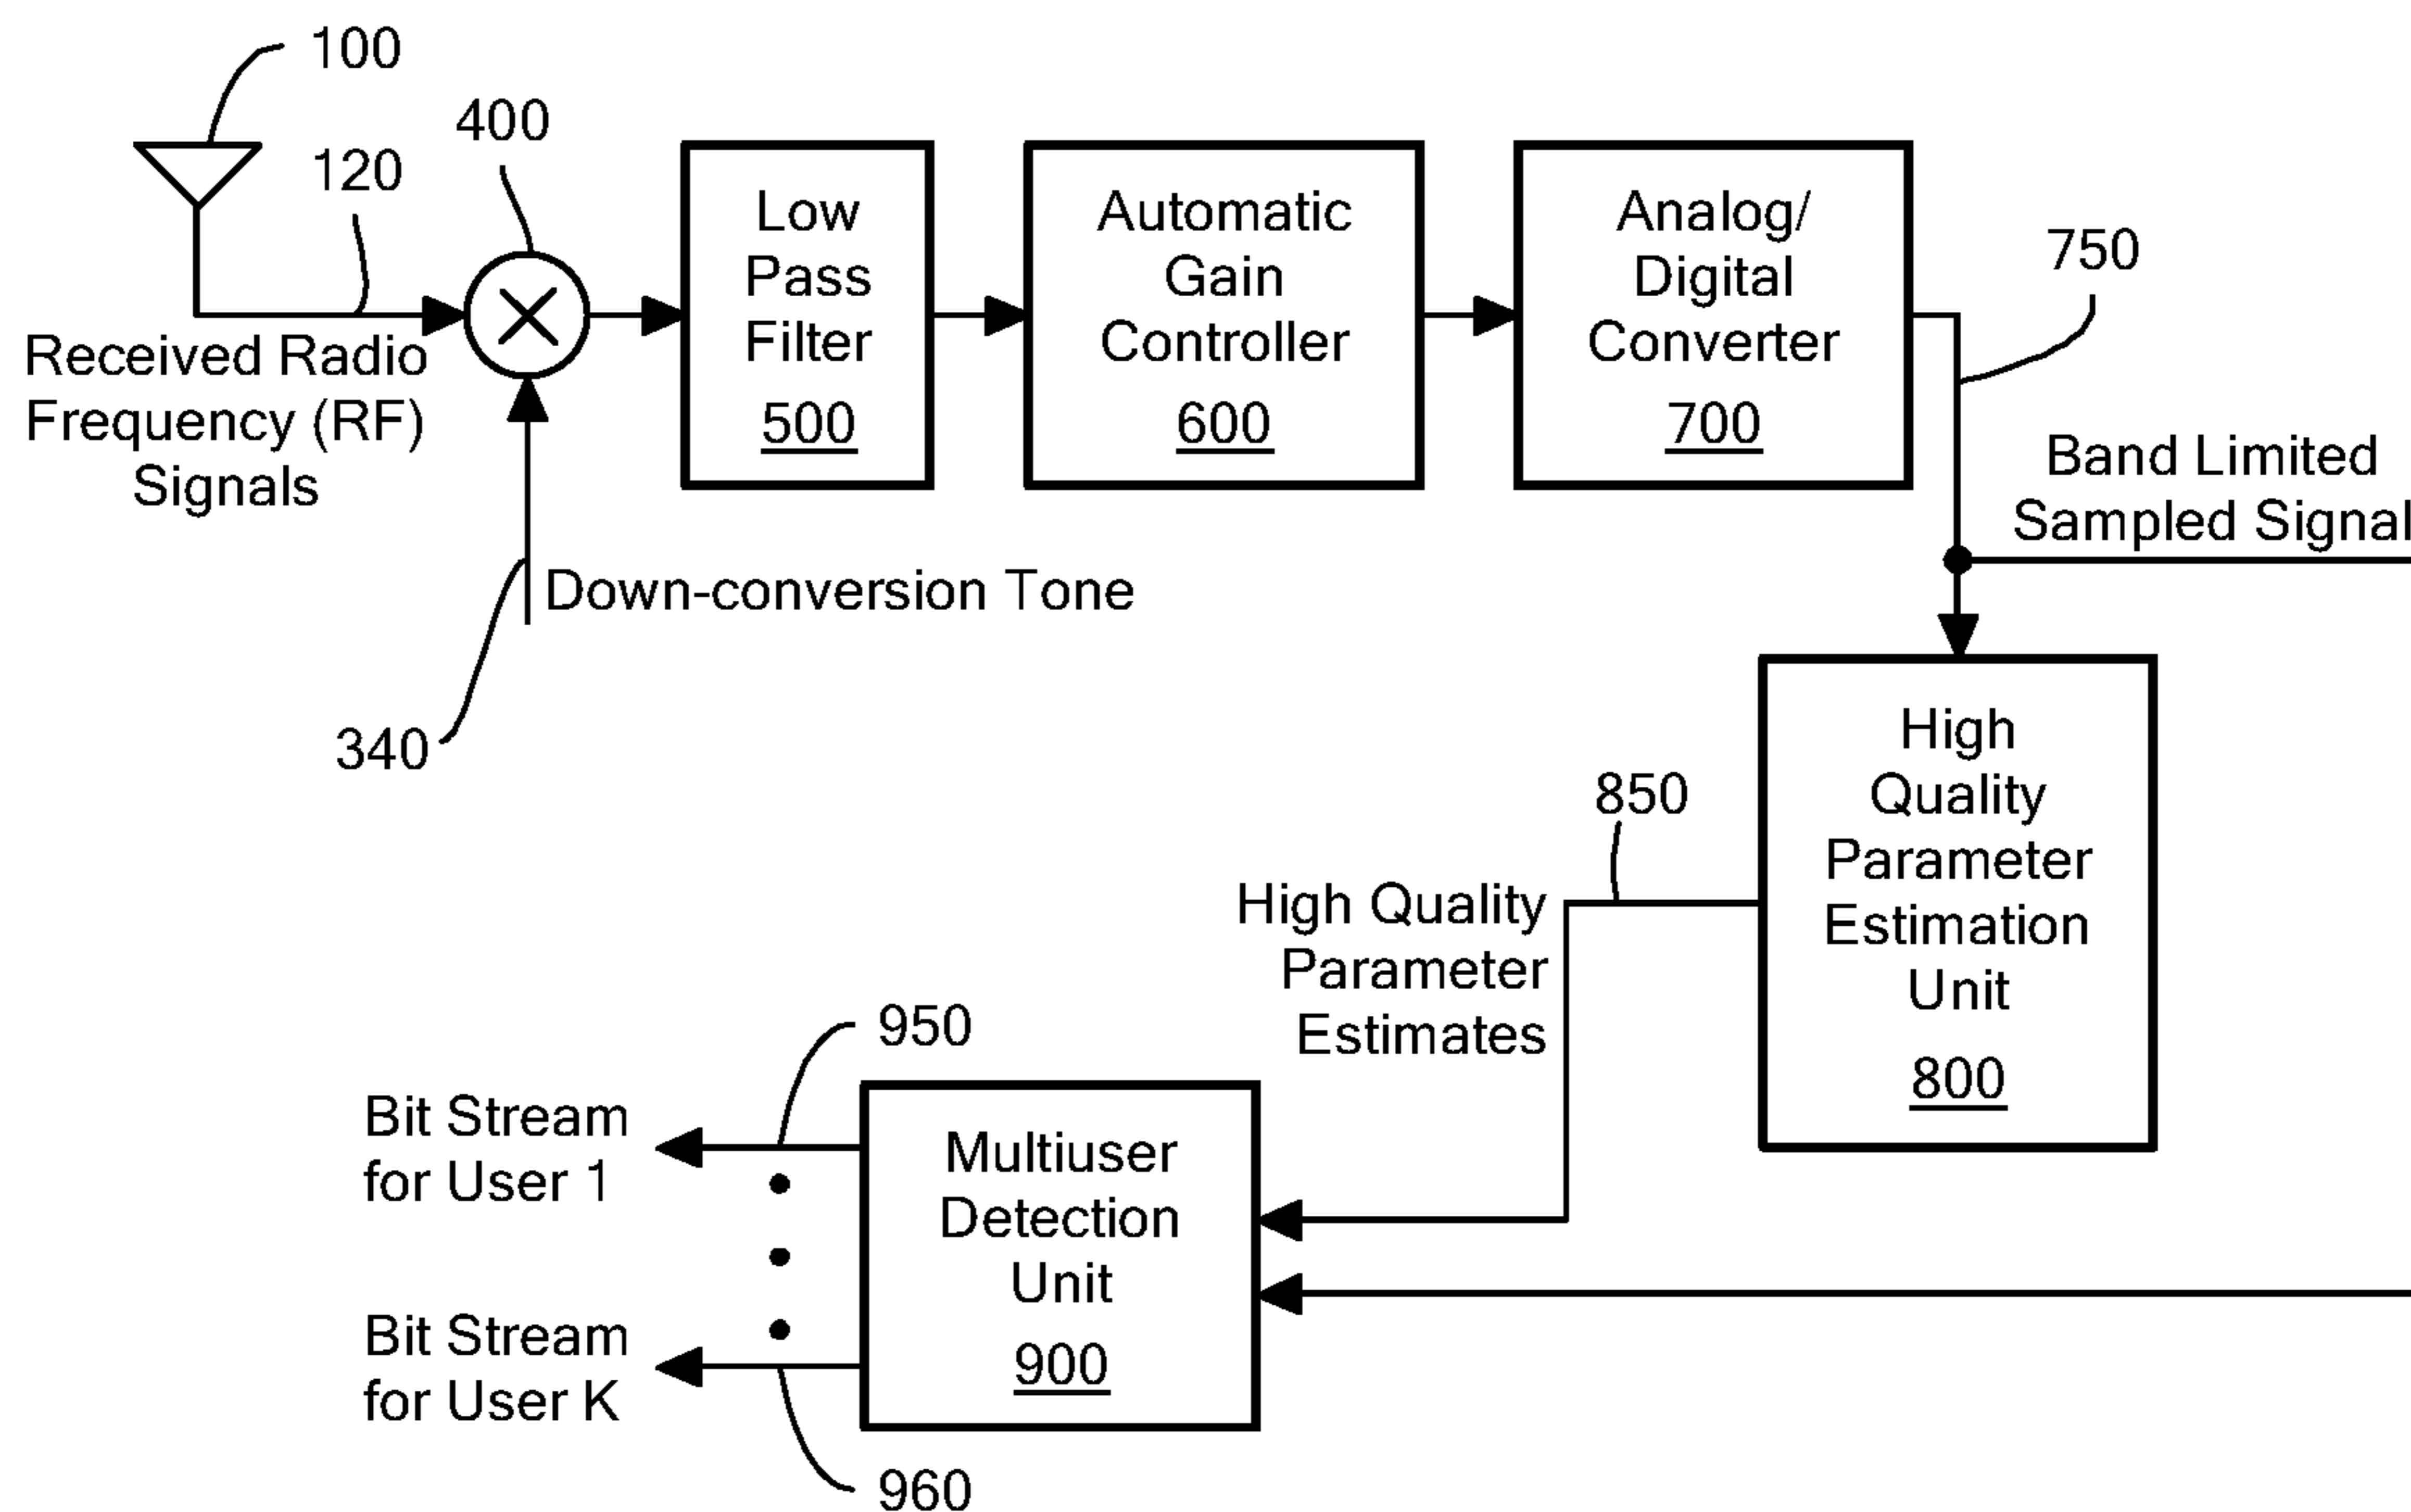 100
120
400
Received Radio
Frequency (RF)
Signals
340
Down-conversion Tone
Low
Pass
Filter
500
Automatic
Gain
Controller
600
Analog/
Digital
Converter
700
750
Band Limited
Sampled Signal
High
Quality
Parameter
Estimation
Unit
800
850
High Quality
Parameter
Estimates
Multiuser
Detection
Unit
900
950
Bit Stream
for User 1
Bit Stream
for User K
960